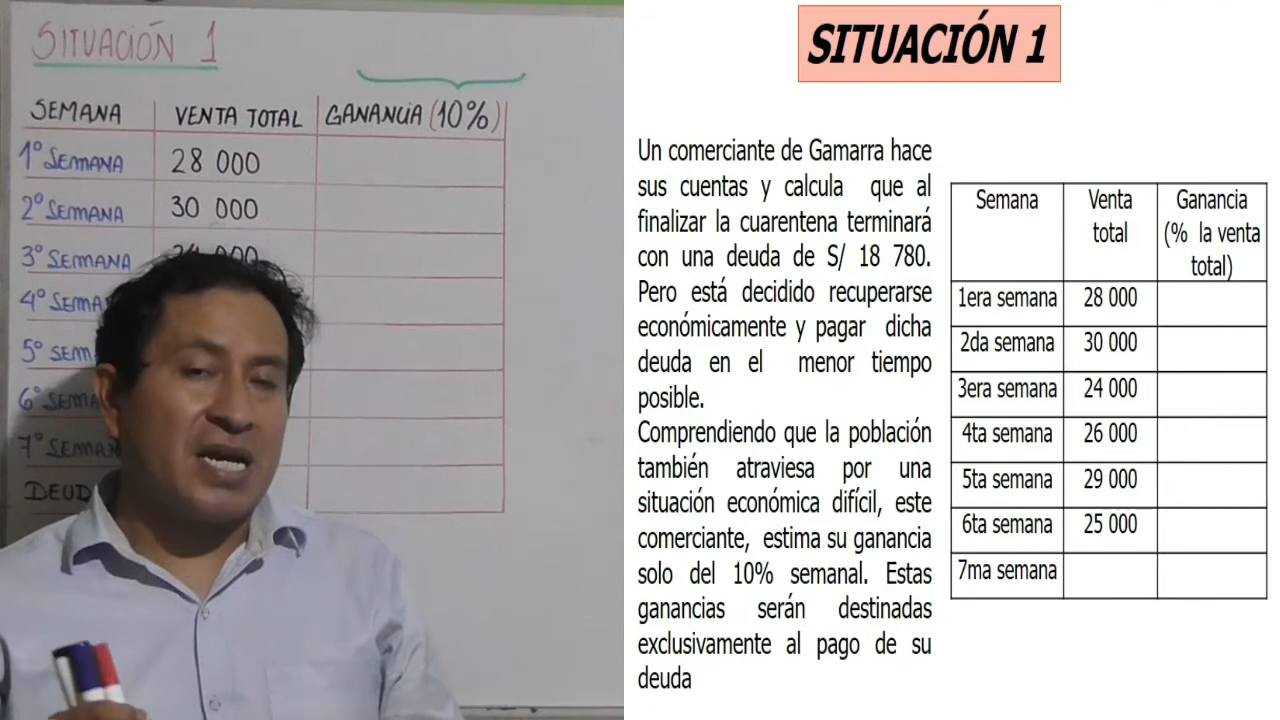 SITUACIÓN 1
SEMANA VENTA TOTAL GANANCIA (10%)
1° SEMANA 28 000
2° SEMANA 30 000
3° SEMANA
4° SEMA
5° SEM
6° SEMA
7° SEMAN
DEUD
SITUACIÓN 1
Un comerciante de Gamarra hace
sus cuentas y calcula que al
finalizar la cuarentena terminará
con una deuda de S/ 18 780.
Pero está decidido recuperarse
económicamente y pagar dicha
deuda en el menor tiempo
posible.
Comprendiendo que la población
también atraviesa por una
situación económica difícil, este
comerciante, estima su ganancia
solo del 10% semanal. Estas
ganancias serán destinadas
exclusivamente al pago de su
deuda
Semana Venta total Ganancia (% la venta total)
1era semana 28 000
2da semana 30 000
3era semana 24 000
4ta semana 26 000
5ta semana 29 000
6ta semana 25 000
7ma semana